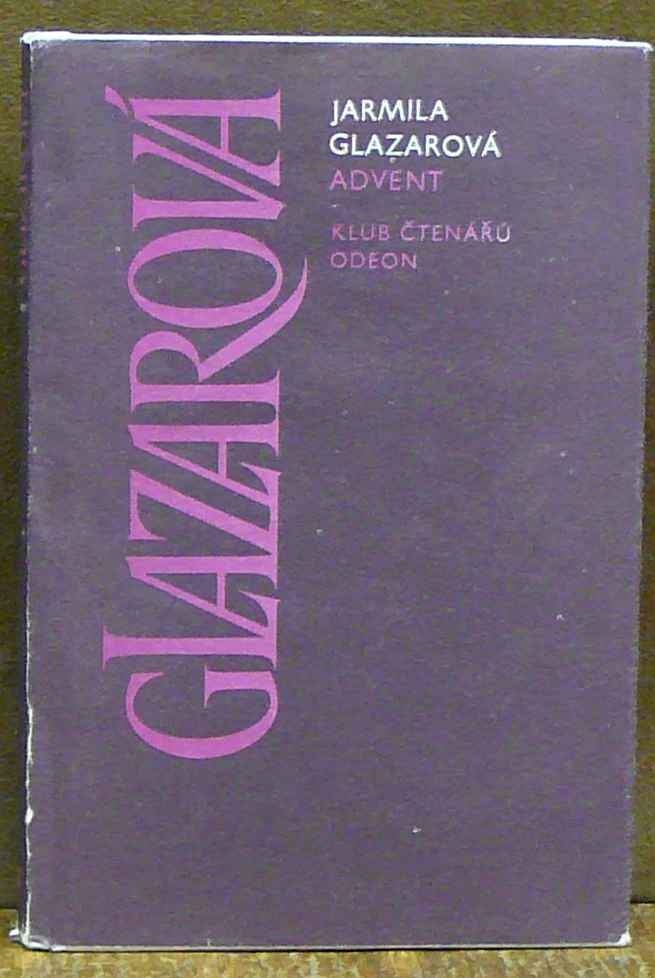 GLAZAROVÁ
JARMILA
GLAZAROVÁ
ADVENT
KLUB ČTENÁŘŮ
ODEON